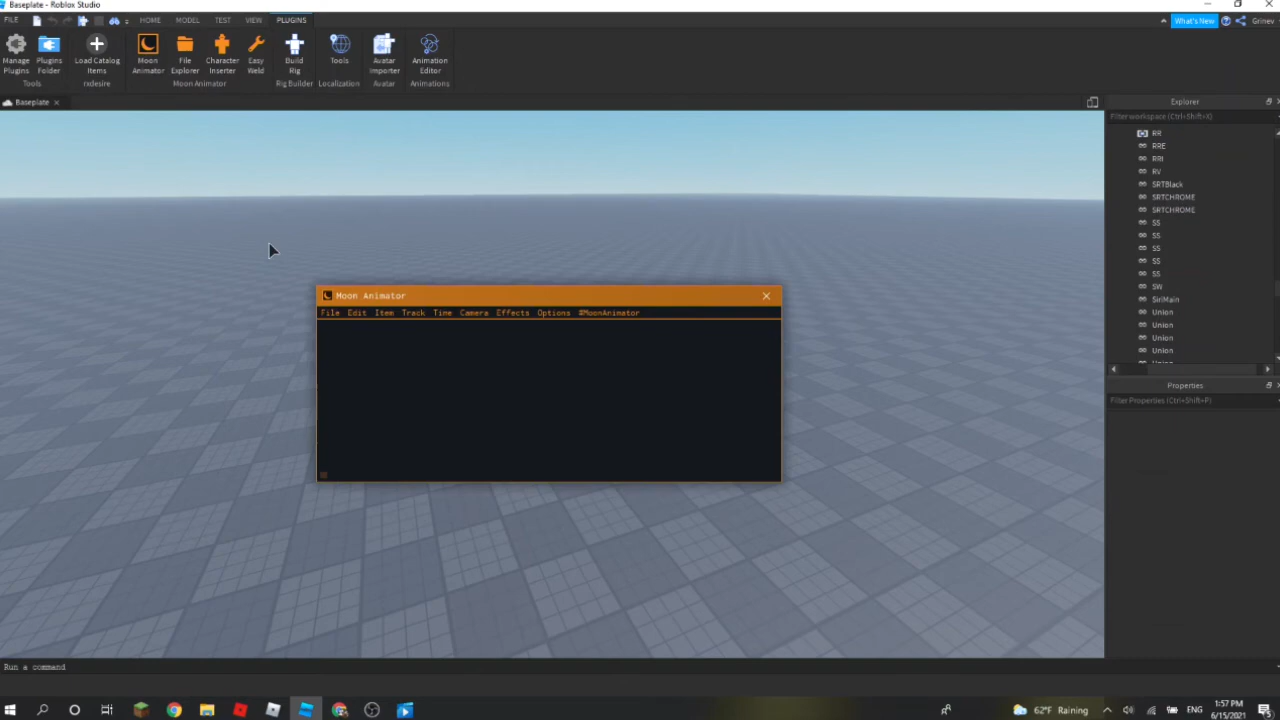 Baseplate - Roblox Studio
FILE HOME MODEL TEST VIEW PLUGINS What's New Grinev
Manage Plugins
Plugins Folder
Load Catalog Items
Moon Animator
File Explorer
Character Inserter
Easy Weld
Build Rig
Tools
Avatar Importer
Animation Editor
Tools rxdesire Moon Animator Rig Builder Localization Avatar Animations
Baseplate
Explorer
Filter workspace (Ctrl+Shift+X)
RR
RRE
RRI
RV
SRTBlack
SRTCHROME
SRTCHROME
SS
SS
SS
SS
SS
SW
SiriMain
Union
Union
Union
Union
Properties
Filter Properties (Ctrl+Shift+P)
Moon Animator
File Edit Item Track Time Camera Effects Options #MoonAnimator
Run a command
62°F Raining ENG
1:57 PM
6/15/2021